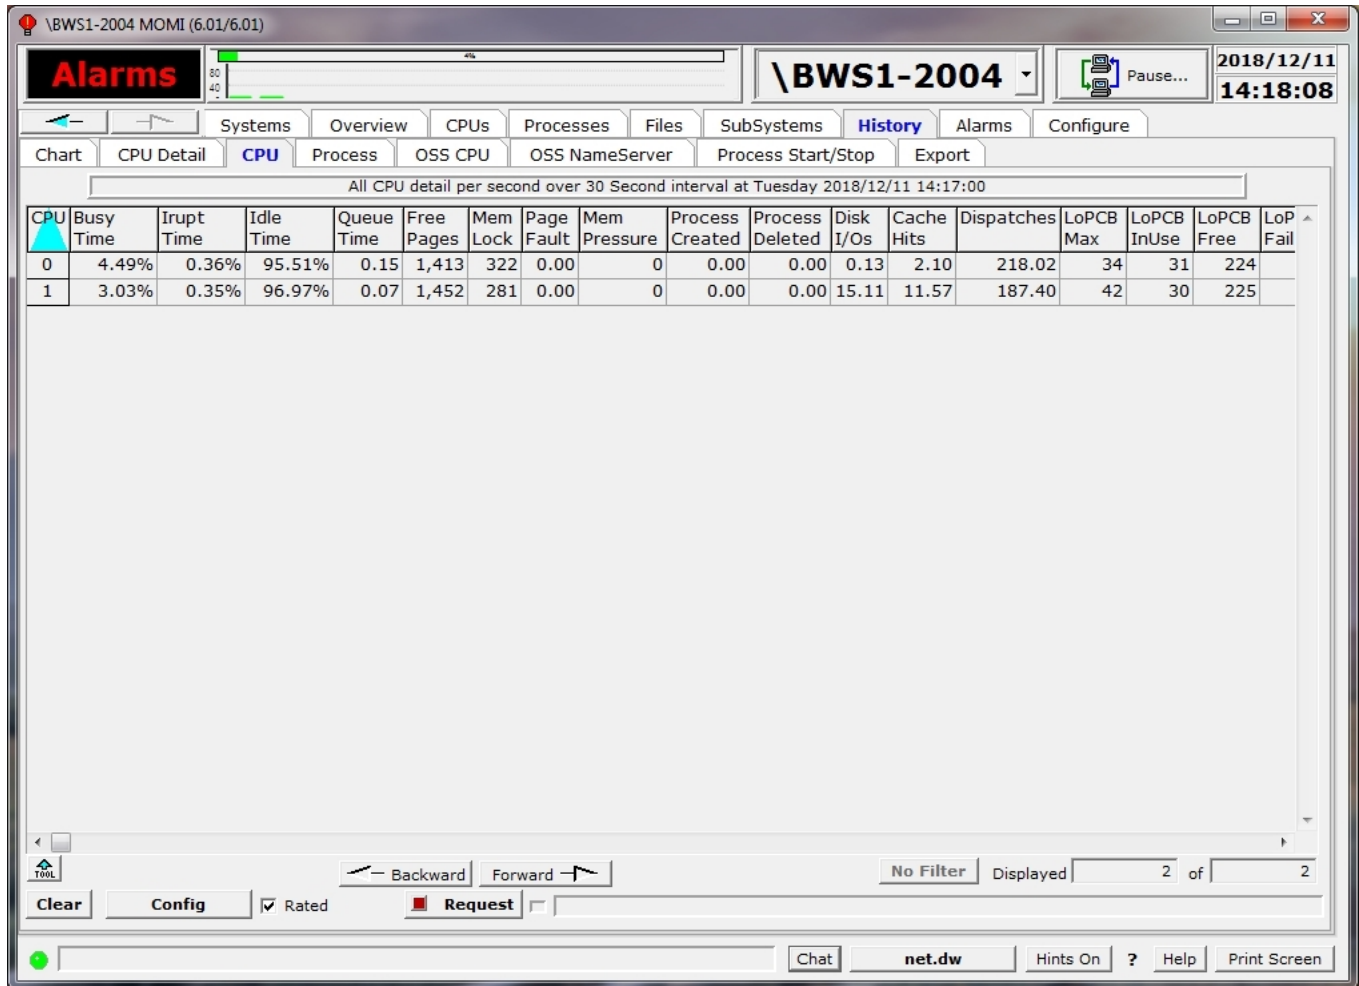 \BWS1-2004 MOMI (6.01/6.01)
Alarms
4%
80
40
\BWS1-2004
Pause...
2018/12/11
14:18:08
Systems Overview CPUs Processes Files SubSystems History Alarms Configure
Chart CPU Detail CPU Process OSS CPU OSS NameServer Process Start/Stop Export
All CPU detail per second over 30 Second interval at Tuesday 2018/12/11 14:17:00
CPU Busy Irupt Idle Queue Free Mem Page Mem Process Process Disk Cache Dispatches LoPCB LoPCB LoPCB LoP
Time Time Time Time Pages Lock Fault Pressure Created Deleted I/Os Hits Max InUse Free Fail
0 4.49% 0.36% 95.51% 0.15 1,413 322 0.00 0 0.00 0.00 0.13 2.10 218.02 34 31 224
1 3.03% 0.35% 96.97% 0.07 1,452 281 0.00 0 0.00 0.00 15.11 11.57 187.40 42 30 225
TOOL
Backward Forward No Filter Displayed 2 of 2
Clear Config Rated Request
Chat net.dw Hints On ? Help Print Screen